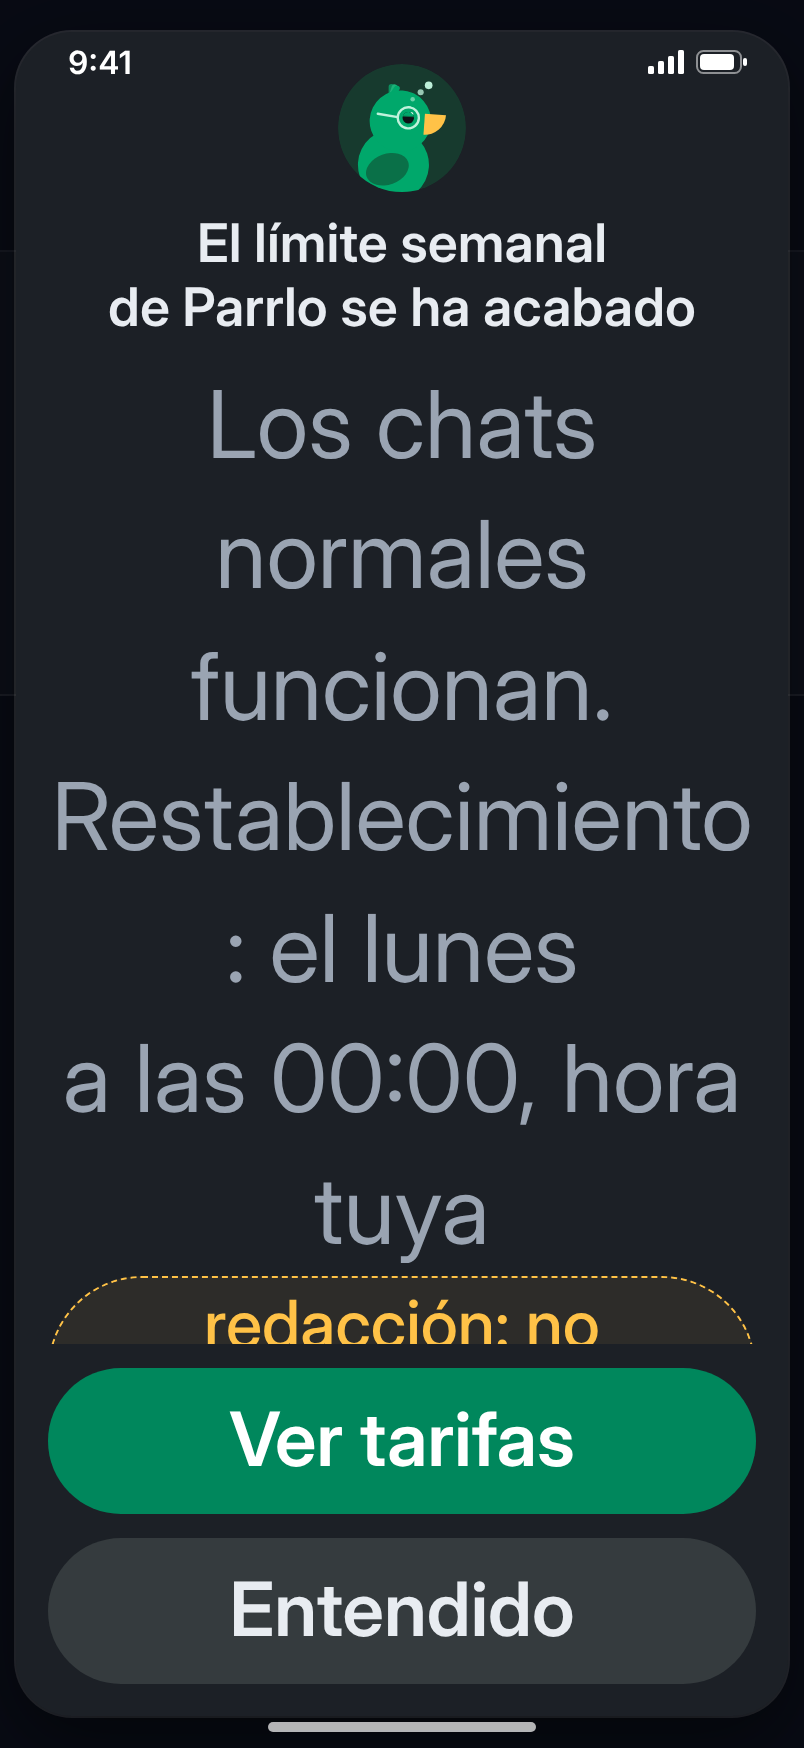 9:41
El límite semanal
de Parrlo se ha acabado
Los chats
normales
funcionan.
Restablecimiento
: el lunes
a las 00:00, hora
tuya
redacción: no
Ver tarifas
Entendido